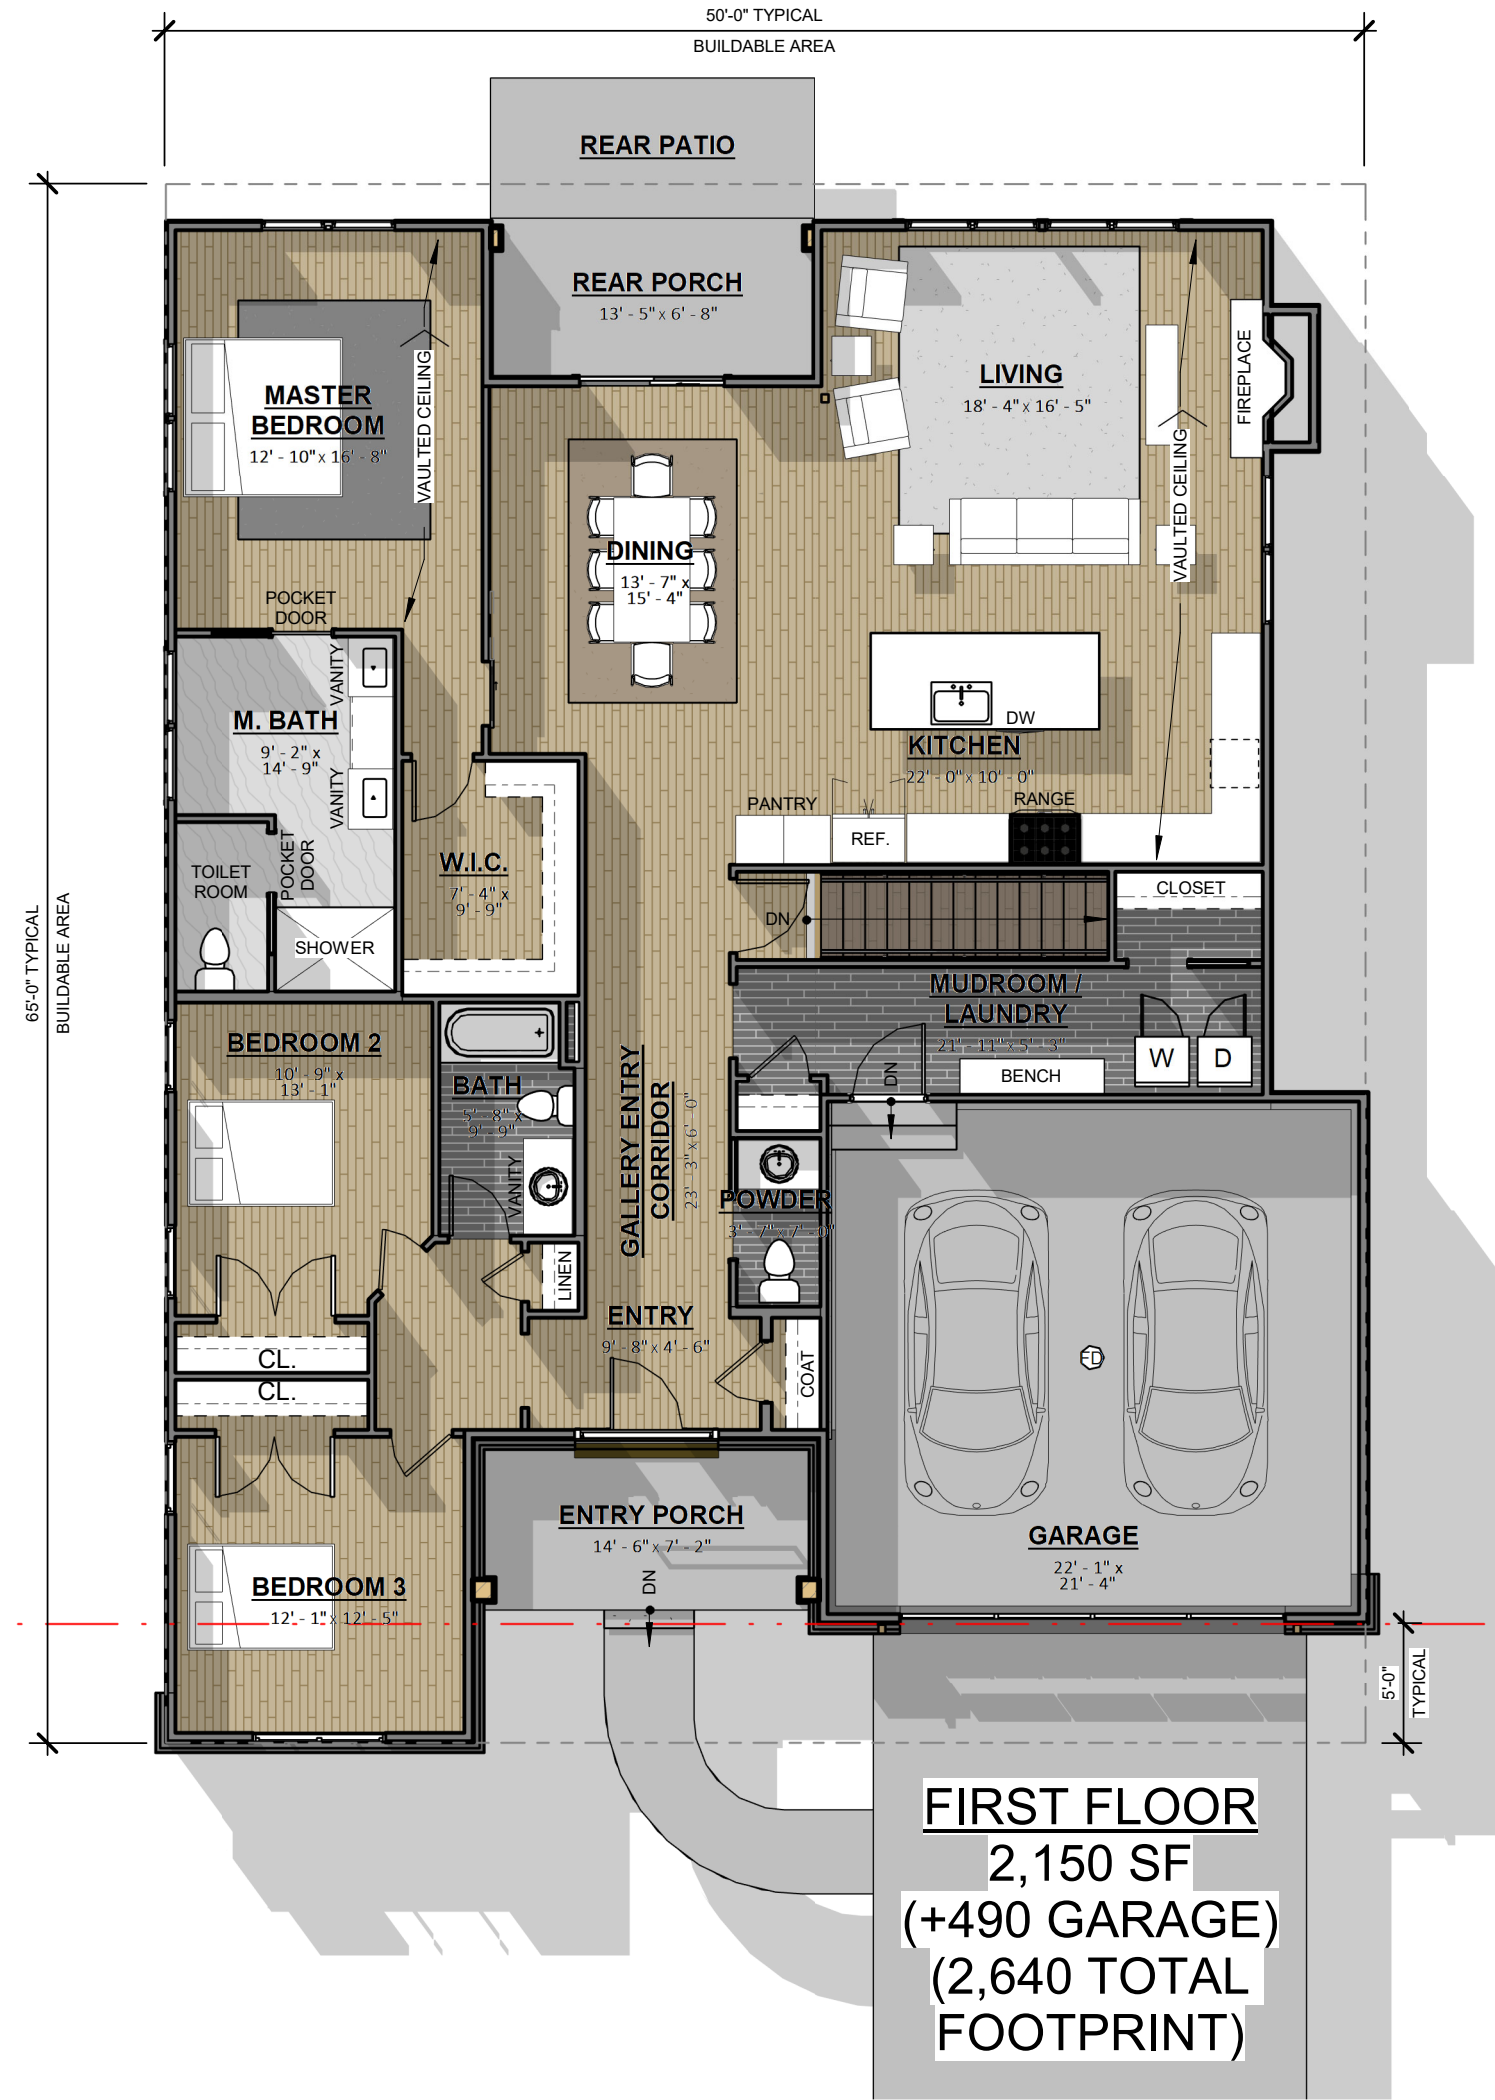 50'-0" TYPICAL
BUILDABLE AREA
REAR PATIO
REAR PORCH
13' - 5" x 6' - 8"
MASTER
BEDROOM
12' - 10" x 16' - 8"
VAULTED CEILING
LIVING
18' - 4" x 16' - 5"
FIREPLACE
VAULTED CEILING
DINING
13' - 7" x
15' - 4"
POCKET
DOOR
VANITY
M. BATH
9' - 2" x
14' - 9"
VANITY
DW
KITCHEN
22' - 0" x 10' - 0"
PANTRY
REF.
RANGE
TOILET
ROOM
POCKET
DOOR
SHOWER
W.I.C.
7' - 4" x
9' - 9"
DN
CLOSET
65'-0" TYPICAL
BUILDABLE AREA
MUDROOM /
LAUNDRY
21' - 11" x 5' - 3"
BENCH
W
D
DN
BEDROOM 2
10' - 9" x
13' - 1"
BATH
5' - 8" x
9' - 9"
VANITY
GALLERY ENTRY
CORRIDOR
23' - 3" x 6' - 0"
POWDER
3' - 7" x 7' - 0"
LINEN
ENTRY
9' - 8" x 4' - 6"
COAT
CL.
CL.
FD
ENTRY PORCH
14' - 6" x 7' - 2"
DN
GARAGE
22' - 1" x
21' - 4"
BEDROOM 3
12' - 1" x 12' - 5"
5'-0"
TYPICAL
FIRST FLOOR
2,150 SF
(+490 GARAGE)
(2,640 TOTAL
FOOTPRINT)